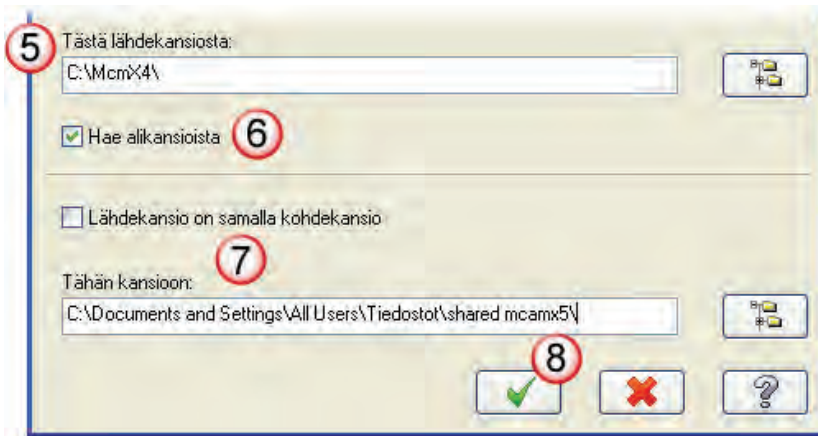 5 Tästä lähdekansiosta:
C:\McmX4\
Hae alikansioista 6
Lähdekansio on samalla kohdekansio
7
Tähän kansioon:
C:\Documents and Settings\All Users\Tiedostot\shared mcamx5\
8
?